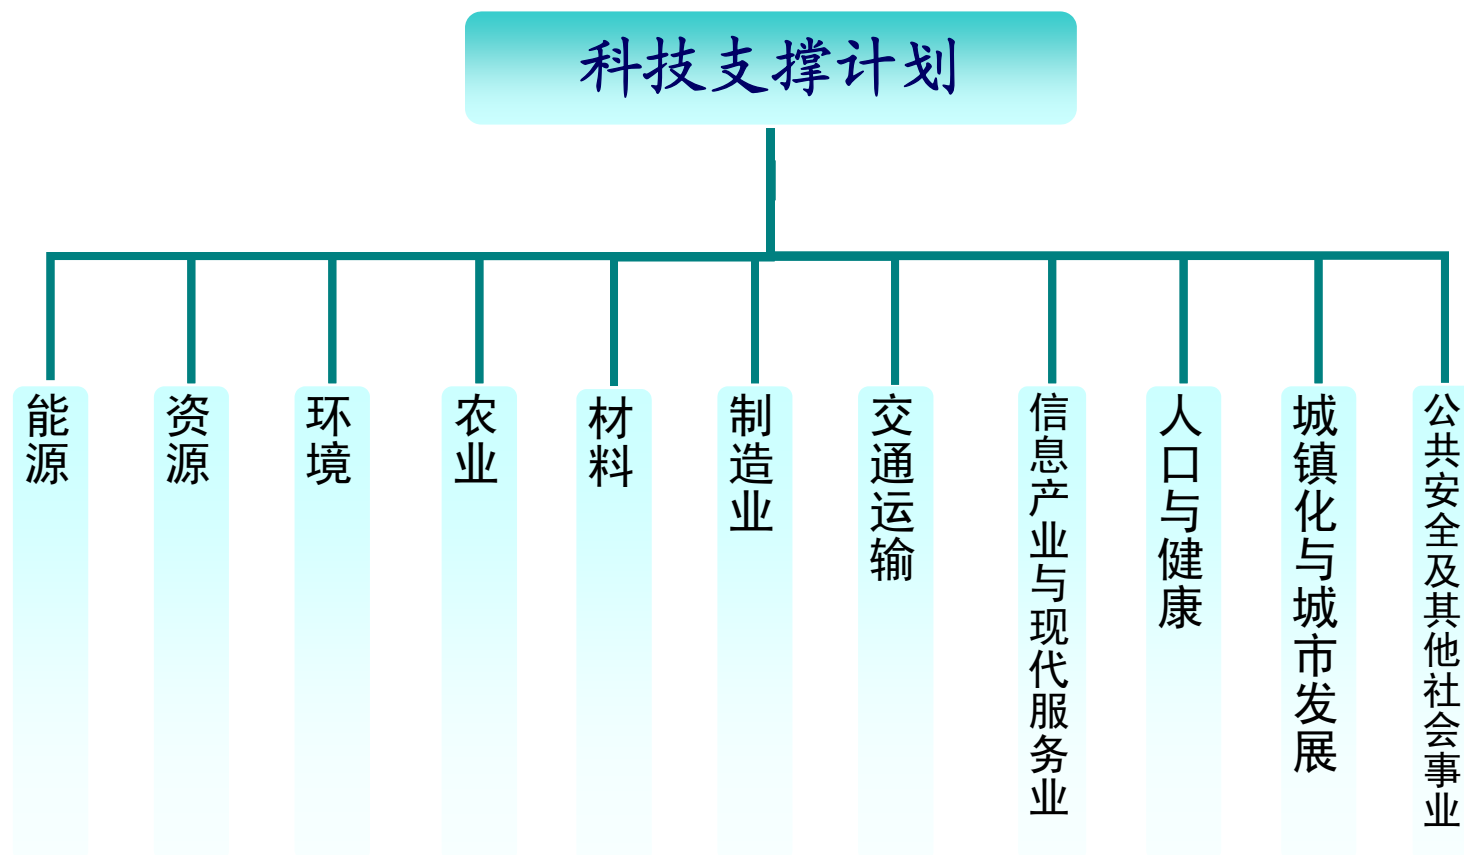 科技支撑计划
能源
资源
环境
农业
材料
制造业
交通运输
信息产业与现代服务业
人口与健康
城镇化与城市发展
公共安全及其他社会事业